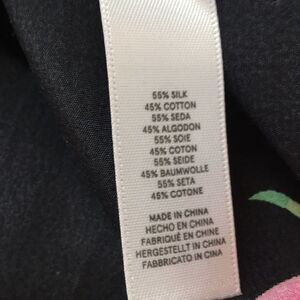 55% SILK
45% COTTON
55% SEDA
45% ALGODON
55% SOIE
45% COTON
55% SEIDE
45% BAUMWOLLE
55% SETA
45% COTONE
MADE IN CHINA
HECHO EN CHINA
FABRIQUÉ EN CHINE
HERGESTELLT IN CHINA
FABBRICATO IN CINA